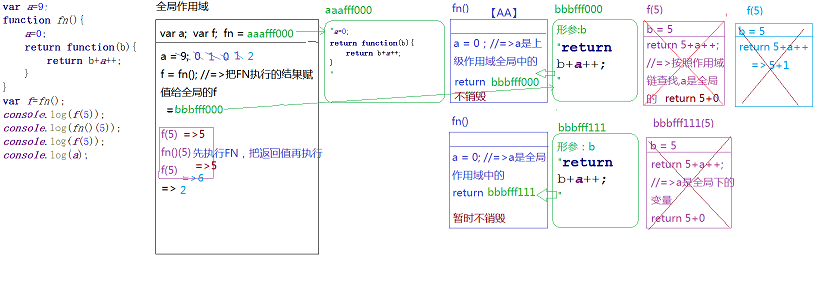 var a=9;
function fn(){
a=0;
return function(b){
return b+a++;
}
}
var f=fn();
console.log(f(5));
console.log(fn()(5));
console.log(f(5));
console.log(a);
全局作用域
var a; var f; fn = aaafff000
a = 9; 0 1 0 1 2
f = fn(); //=>把FN执行的结果赋
值给全局的f
=bbbfff000
f(5) =>5
fn()(5) 先执行FN，把返回值再执行
=>5
f(5)
=>6
=> 2
aaafff000
"a=0;
return function(b){
return b+a++;
}
"
fn() 【AA】
a = 0 ; //=>a是上
级作用域全局中的
return bbbfff000
不销毁
bbbfff000
形参:b
"return
b+a++;
"
f(5)
b = 5
return 5+a++;
//=>按照作用域
链查找,a是全局
的 return 5+0
f(5)
b = 5
return 5+a++
=>5+1
fn()
a = 0; //=>a是全局
作用域中的
return bbbfff111
暂时不销毁
bbbfff111
形参：b
"return
b+a++;
"
bbbfff111(5)
b = 5
return 5+a++;
//=>a是全局下的
变量
return 5+0